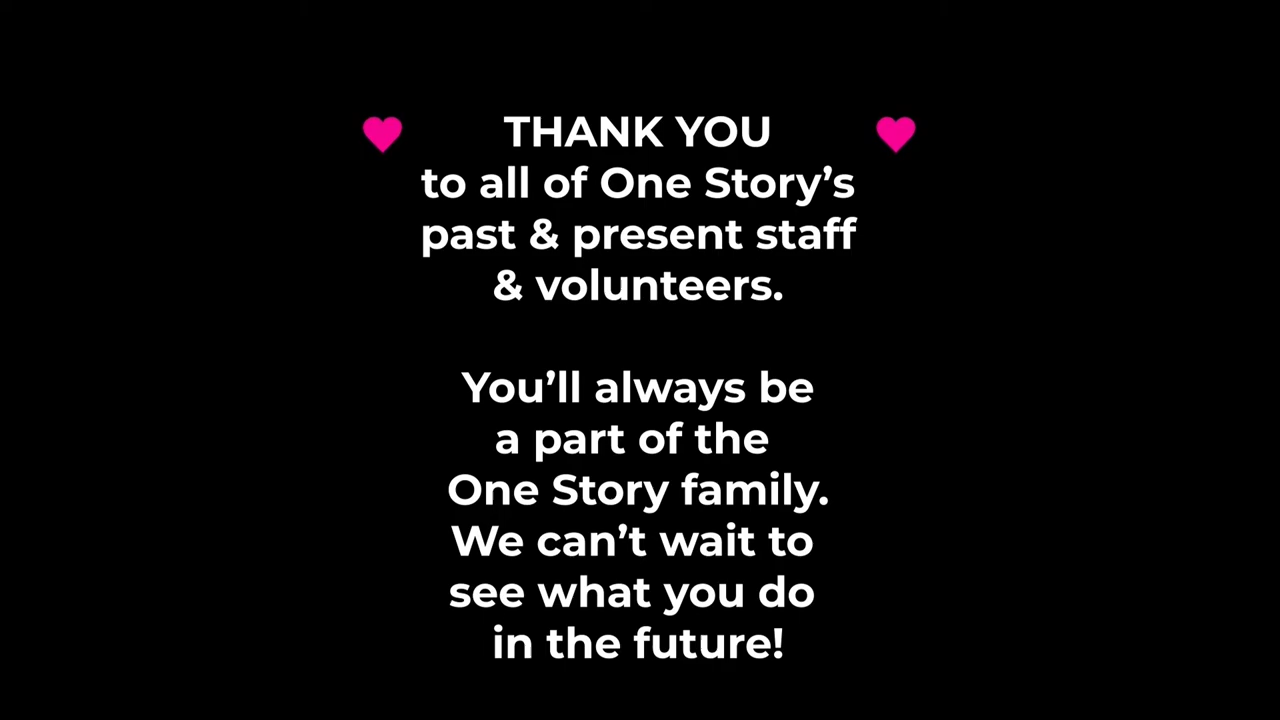 THANK YOU
to all of One Story’s
past & present staff
& volunteers.
You’ll always be
a part of the
One Story family.
We can’t wait to
see what you do
in the future!